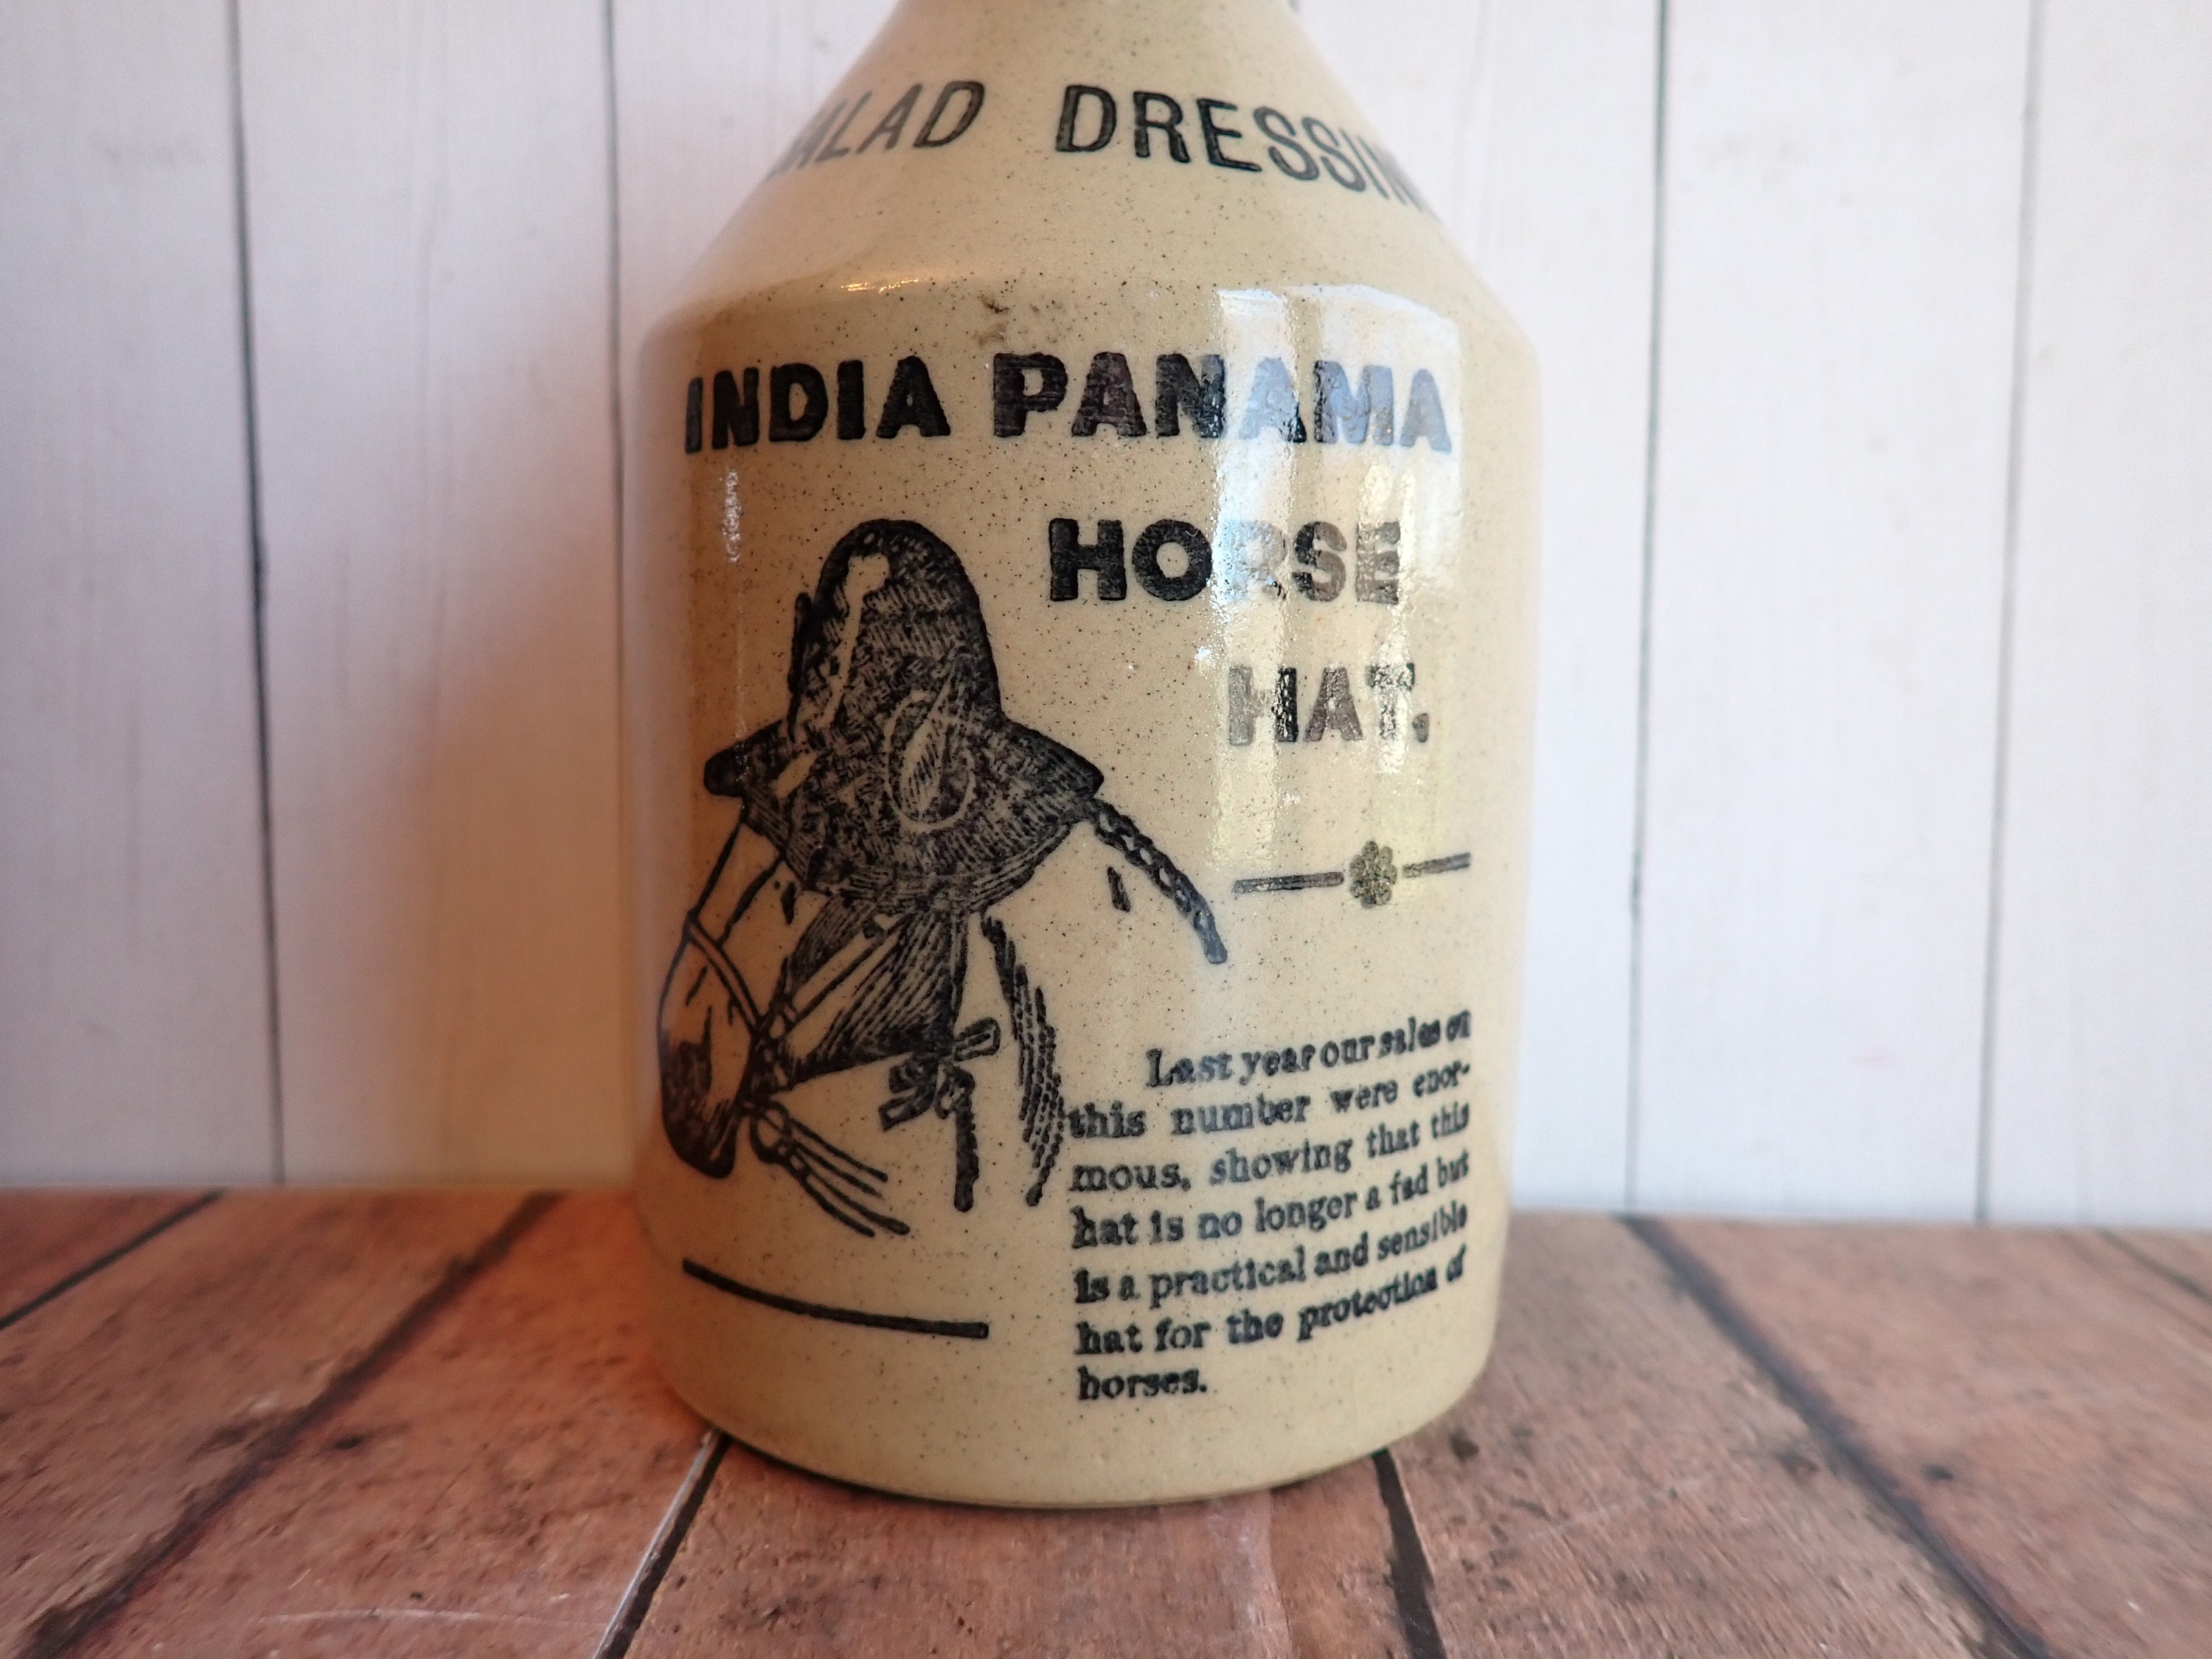 SALAD DRESSING
INDIA PANAMA
HORSE
HAT.
Last year our sales on
this number were enor-
mous, showing that this
hat is no longer a fad but
is a practical and sensible
hat for the protection of
horses.